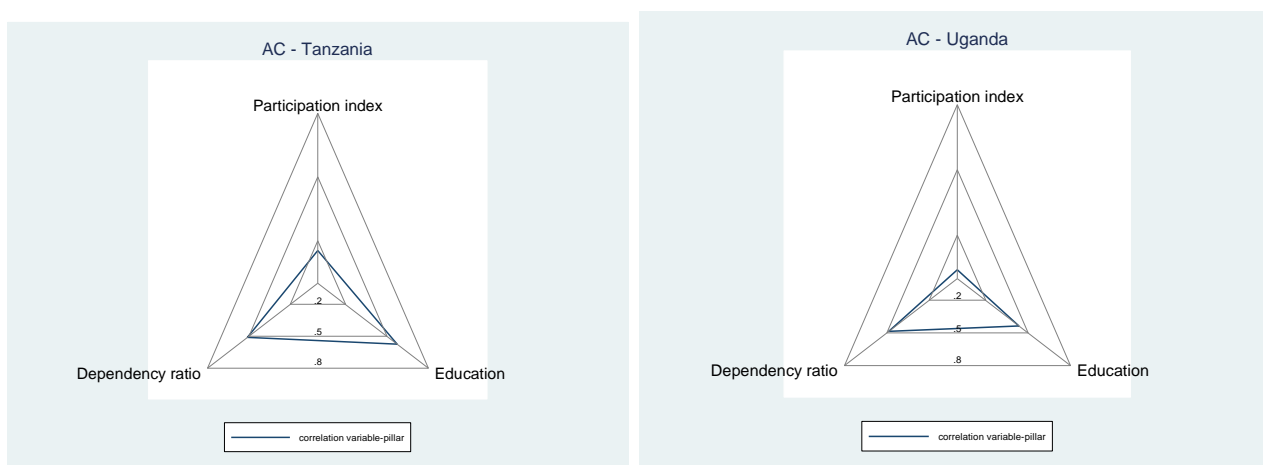 AC - Tanzania
Participation index
.2
.5
.8
Dependency ratio
Education
correlation variable-pillar
AC - Uganda
Participation index
.2
.5
.8
Dependency ratio
Education
correlation variable-pillar